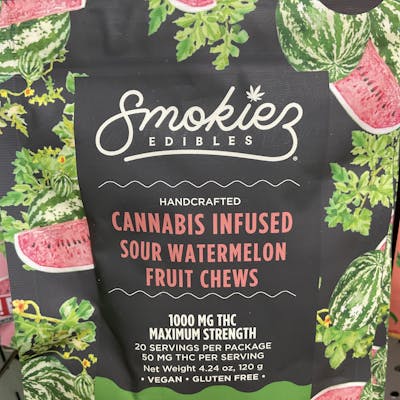 Smokiez
EDIBLES
HANDCRAFTED
CANNABIS INFUSED
SOUR WATERMELON
FRUIT CHEWS
1000 MG THC
MAXIMUM STRENGTH
20 SERVINGS PER PACKAGE
50 MG THC PER SERVING
Net Weight 4.24 oz, 120 g
• VEGAN • GLUTEN FREE •